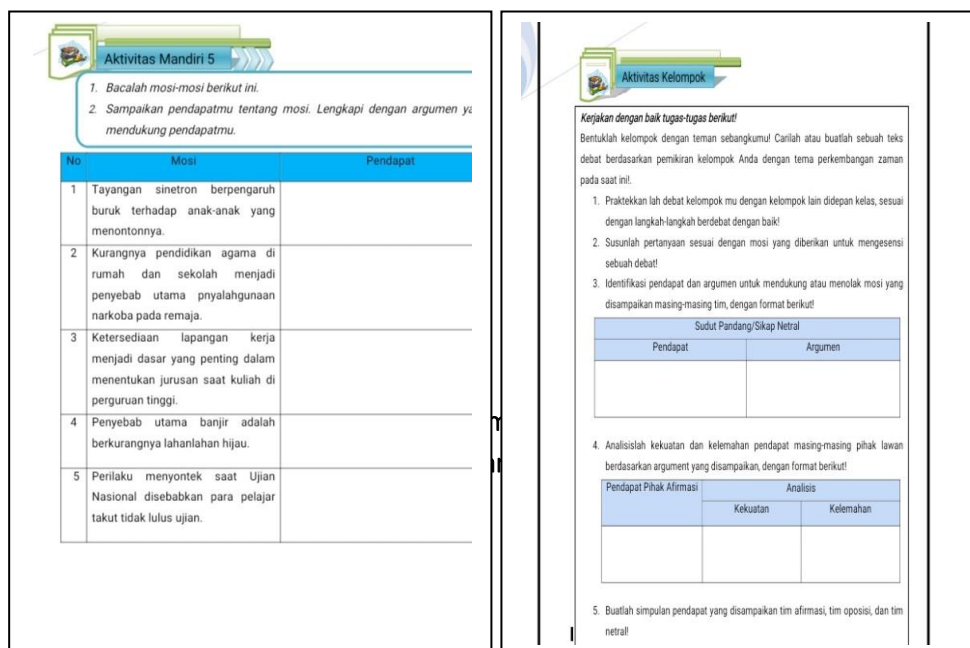 Aktivitas Mandiri 5
1. Bacalah mosi-mosi berikut ini.
2. Sampaikan pendapatmu tentang mosi. Lengkapi dengan argumen ya
mendukung pendapatmu.
No Mosi Pendapat
1 Tayangan sinetron berpengaruh
buruk terhadap anak-anak yang
menontonnya.
2 Kurangnya pendidikan agama di
rumah dan sekolah menjadi
penyebab utama pnyalahgunaan
narkoba pada remaja.
3 Ketersediaan lapangan kerja
menjadi dasar yang penting dalam
menentukan jurusan saat kuliah di
perguruan tinggi.
4 Penyebab utama banjir adalah
berkurangnya lahanlahan hijau.
5 Perilaku menyontek saat Ujian
Nasional disebabkan para pelajar
takut tidak lulus ujian.
Aktivitas Kelompok
Kerjakan dengan baik tugas-tugas berikut!
Bentuklah kelompok dengan teman sebangkumu! Carilah atau buatlah sebuah teks
debat berdasarkan pemikiran kelompok Anda dengan tema perkembangan zaman
pada saat ini!.
1. Praktekkan lah debat kelompok mu dengan kelompok lain didepan kelas, sesuai
dengan langkah-langkah berdebat dengan baik!
2. Susunlah pertanyaan sesuai dengan mosi yang diberikan untuk mengesensi
sebuah debat!
3. Identifikasi pendapat dan argumen untuk mendukung atau menolak mosi yang
disampaikan masing-masing tim, dengan format berikut!
Sudut Pandang/Sikap Netral
Pendapat Argumen
4. Analisislah kekuatan dan kelemahan pendapat masing-masing pihak lawan
berdasarkan argument yang disampaikan, dengan format berikut!
Pendapat Pihak Afirmasi Analisis
Kekuatan Kelemahan
5. Buatlah simpulan pendapat yang disampaikan tim afirmasi, tim oposisi, dan tim
netral!